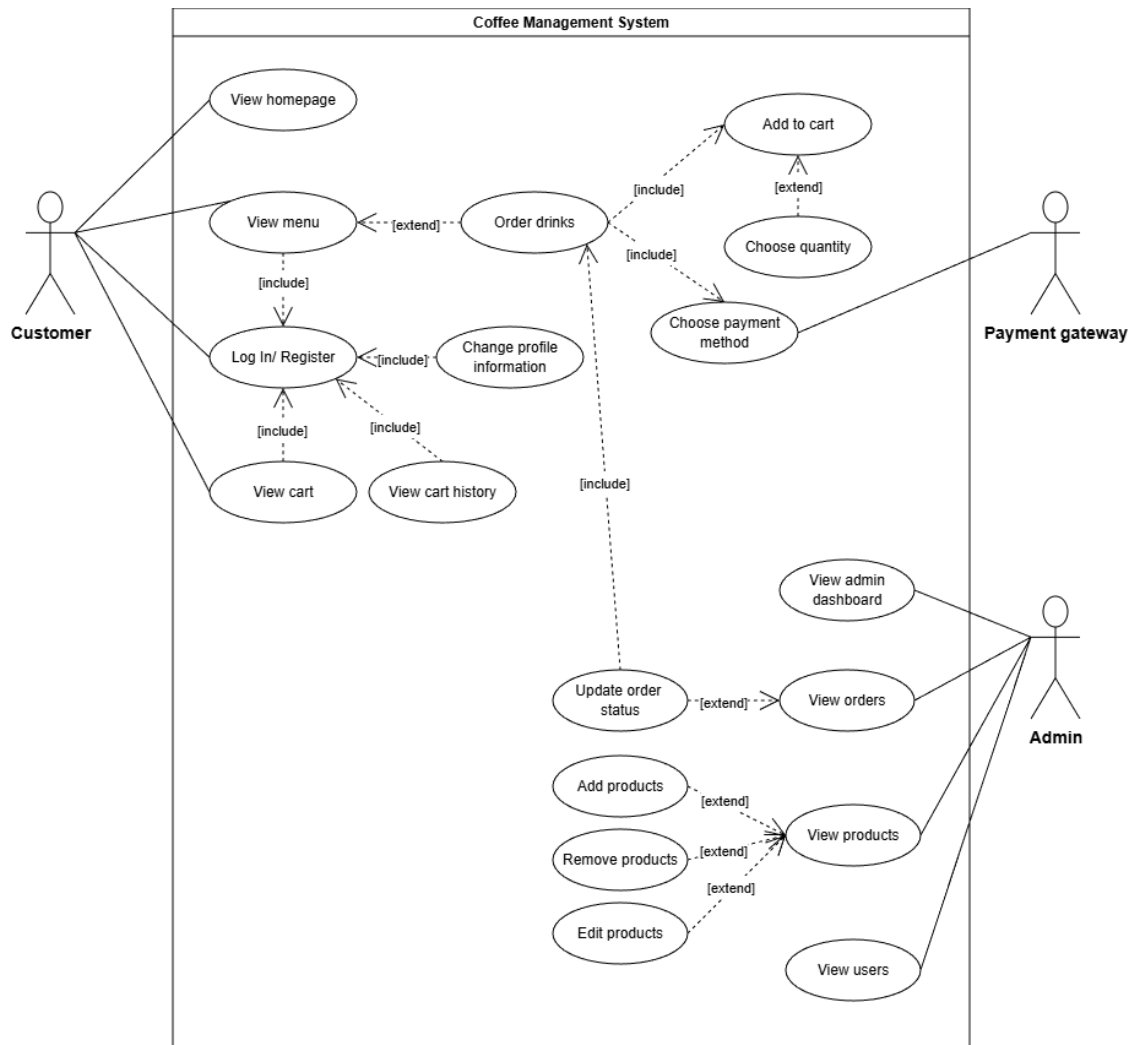 Coffee Management System
View homepage
Add to cart
[include]
[extend]
View menu
[extend]
Order drinks
Choose quantity
[include]
[include]
Customer
Log In/ Register
[include]
Change profile
information
Choose payment
method
Payment gateway
[include]
[include]
View cart
View cart history
[include]
View admin
dashboard
Update order
status
[extend]
View orders
Admin
Add products
[extend]
View products
Remove products
[extend]
[extend]
Edit products
View users